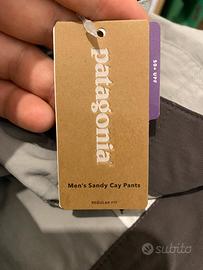 patagonia
50+ UPF
Men's Sandy Cay Pants
REGULAR FIT
subito